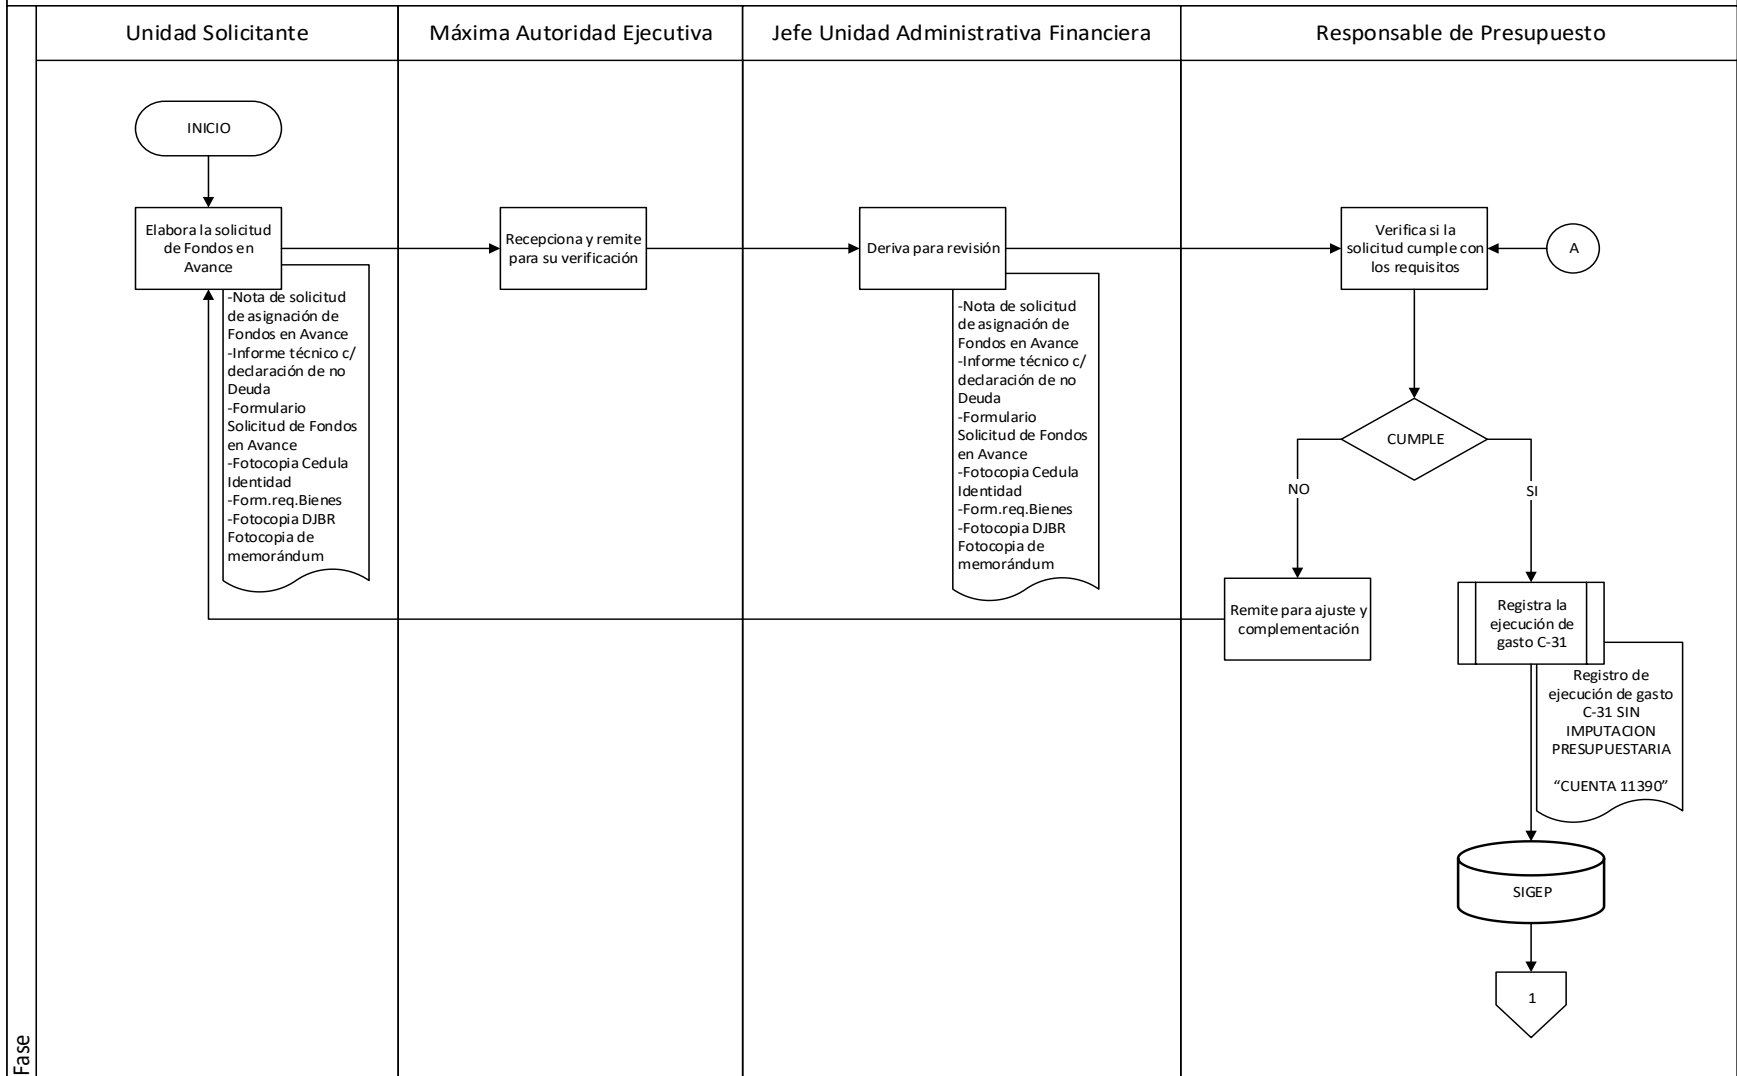 Unidad Solicitante
Máxima Autoridad Ejecutiva
Jefe Unidad Administrativa Financiera
Responsable de Presupuesto
INICIO
Elabora la solicitud
de Fondos en
Avance
-Nota de solicitud
de asignación de
Fondos en Avance
-Informe técnico c/
declaración de no
Deuda
-Formulario
Solicitud de Fondos
en Avance
-Fotocopia Cedula
Identidad
-Form.req.Bienes
-Fotocopia DJBR
Fotocopia de
memorándum
Recepciona y remite
para su verificación
Deriva para revisión
-Nota de solicitud
de asignación de
Fondos en Avance
-Informe técnico c/
declaración de no
Deuda
-Formulario
Solicitud de Fondos
en Avance
-Fotocopia Cedula
Identidad
-Form.req.Bienes
-Fotocopia DJBR
Fotocopia de
memorándum
Verifica si la
solicitud cumple con
los requisitos
A
CUMPLE
NO
SI
Remite para ajuste y
complementación
Registra la
ejecución de
gasto C-31
Registro de
ejecución de gasto
C-31 SIN
IMPUTACION
PRESUPUESTARIA
“CUENTA 11390”
SIGEP
1
Fase